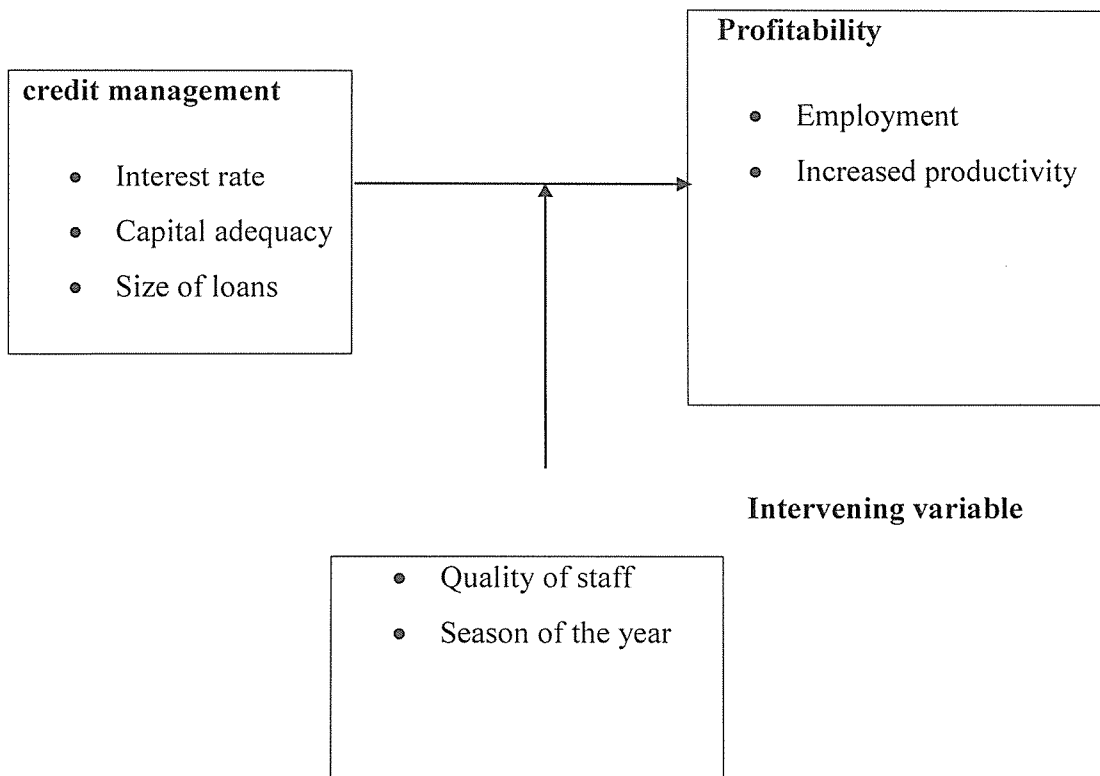 credit management
• Interest rate
• Capital adequacy
• Size of loans
Profitability
• Employment
• Increased productivity
Intervening variable
• Quality of staff
• Season of the year